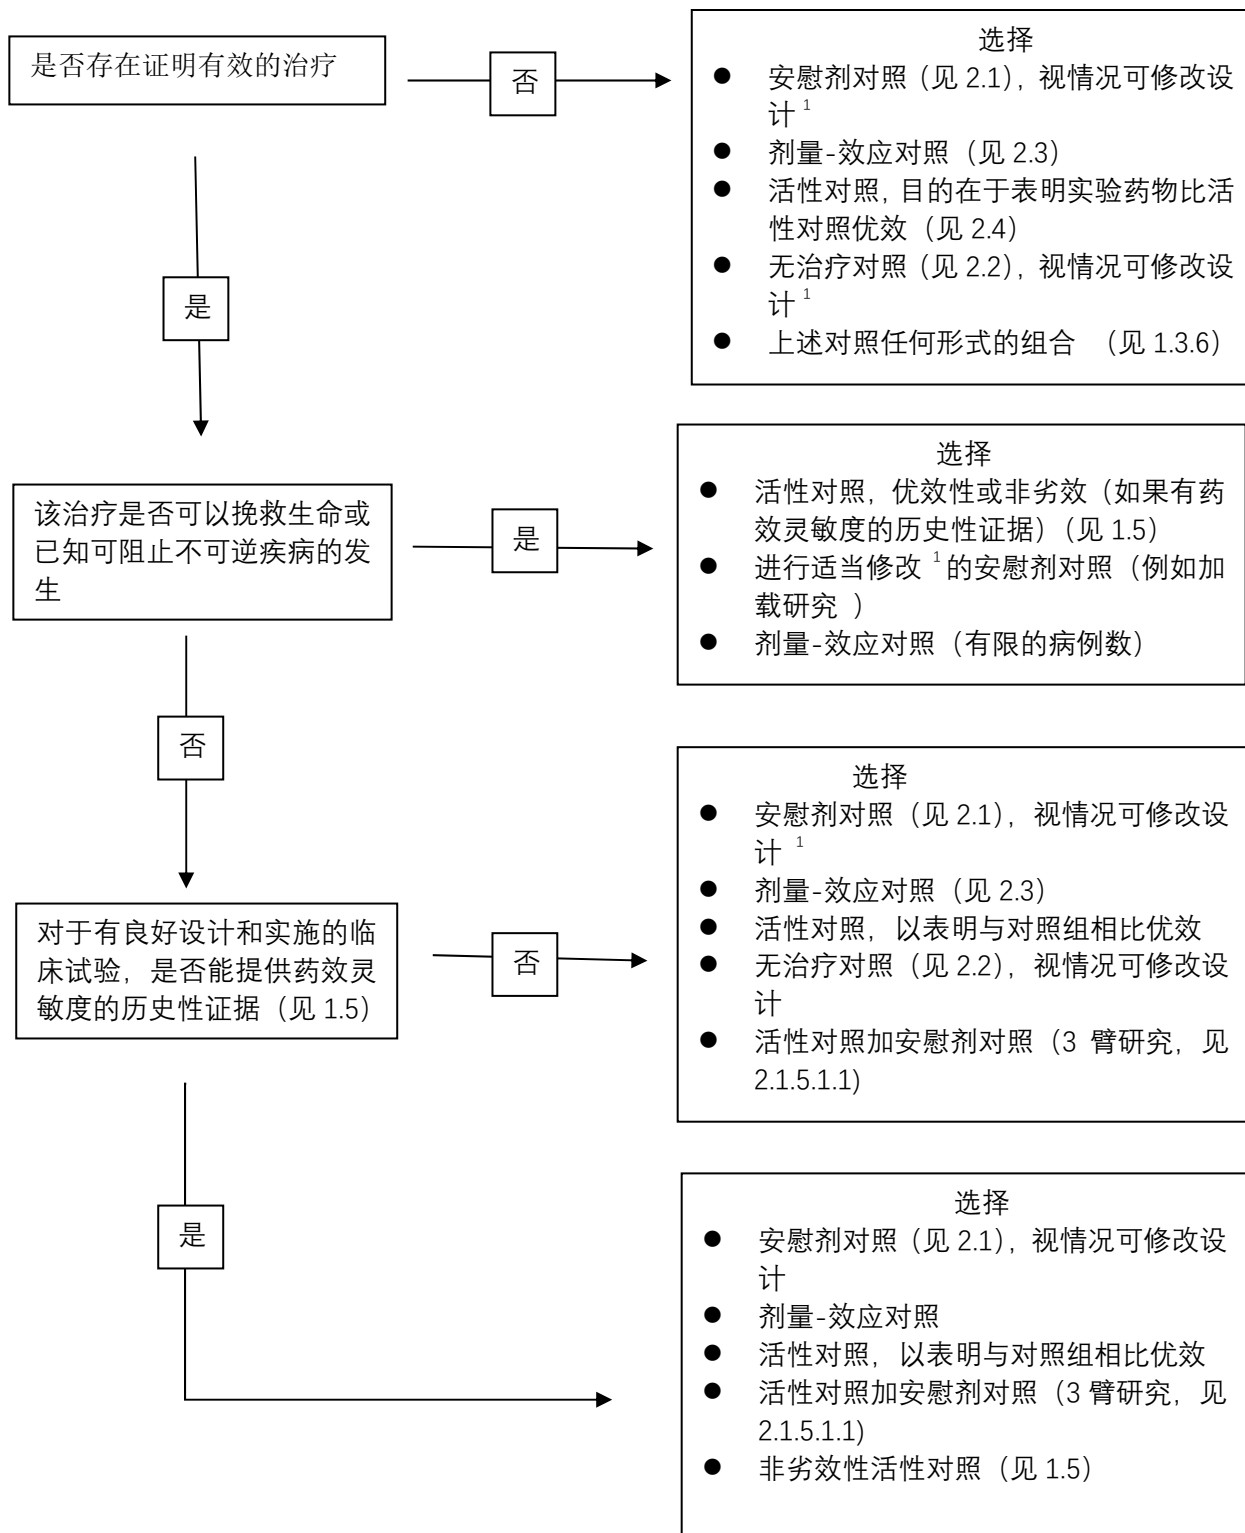 是否存在证明有效的治疗
否
选择
● 安慰剂对照（见 2.1），视情况可修改设
计 1
● 剂量-效应对照（见 2.3）
● 活性对照，目的在于表明实验药物比活
性对照优效（见 2.4）
● 无治疗对照（见 2.2），视情况可修改设
计 1
● 上述对照任何形式的组合 （见 1.3.6）
是
该治疗是否可以挽救生命或
已知可阻止不可逆疾病的发
生
是
选择
● 活性对照，优效性或非劣效（如果有药
效灵敏度的历史性证据）（见 1.5）
● 进行适当修改 1 的安慰剂对照（例如加
载研究 ）
● 剂量-效应对照（有限的病例数）
否
对于有良好设计和实施的临
床试验，是否能提供药效灵
敏度的历史性证据（见 1.5）
否
选择
● 安慰剂对照（见 2.1），视情况可修改设
计 1
● 剂量-效应对照（见 2.3）
● 活性对照，以表明与对照组相比优效
● 无治疗对照（见 2.2），视情况可修改设
计
● 活性对照加安慰剂对照（3 臂研究，见
2.1.5.1.1)
是
选择
● 安慰剂对照（见 2.1），视情况可修改设
计
● 剂量-效应对照
● 活性对照，以表明与对照组相比优效
● 活性对照加安慰剂对照（3 臂研究，见
2.1.5.1.1)
● 非劣效性活性对照（见 1.5）